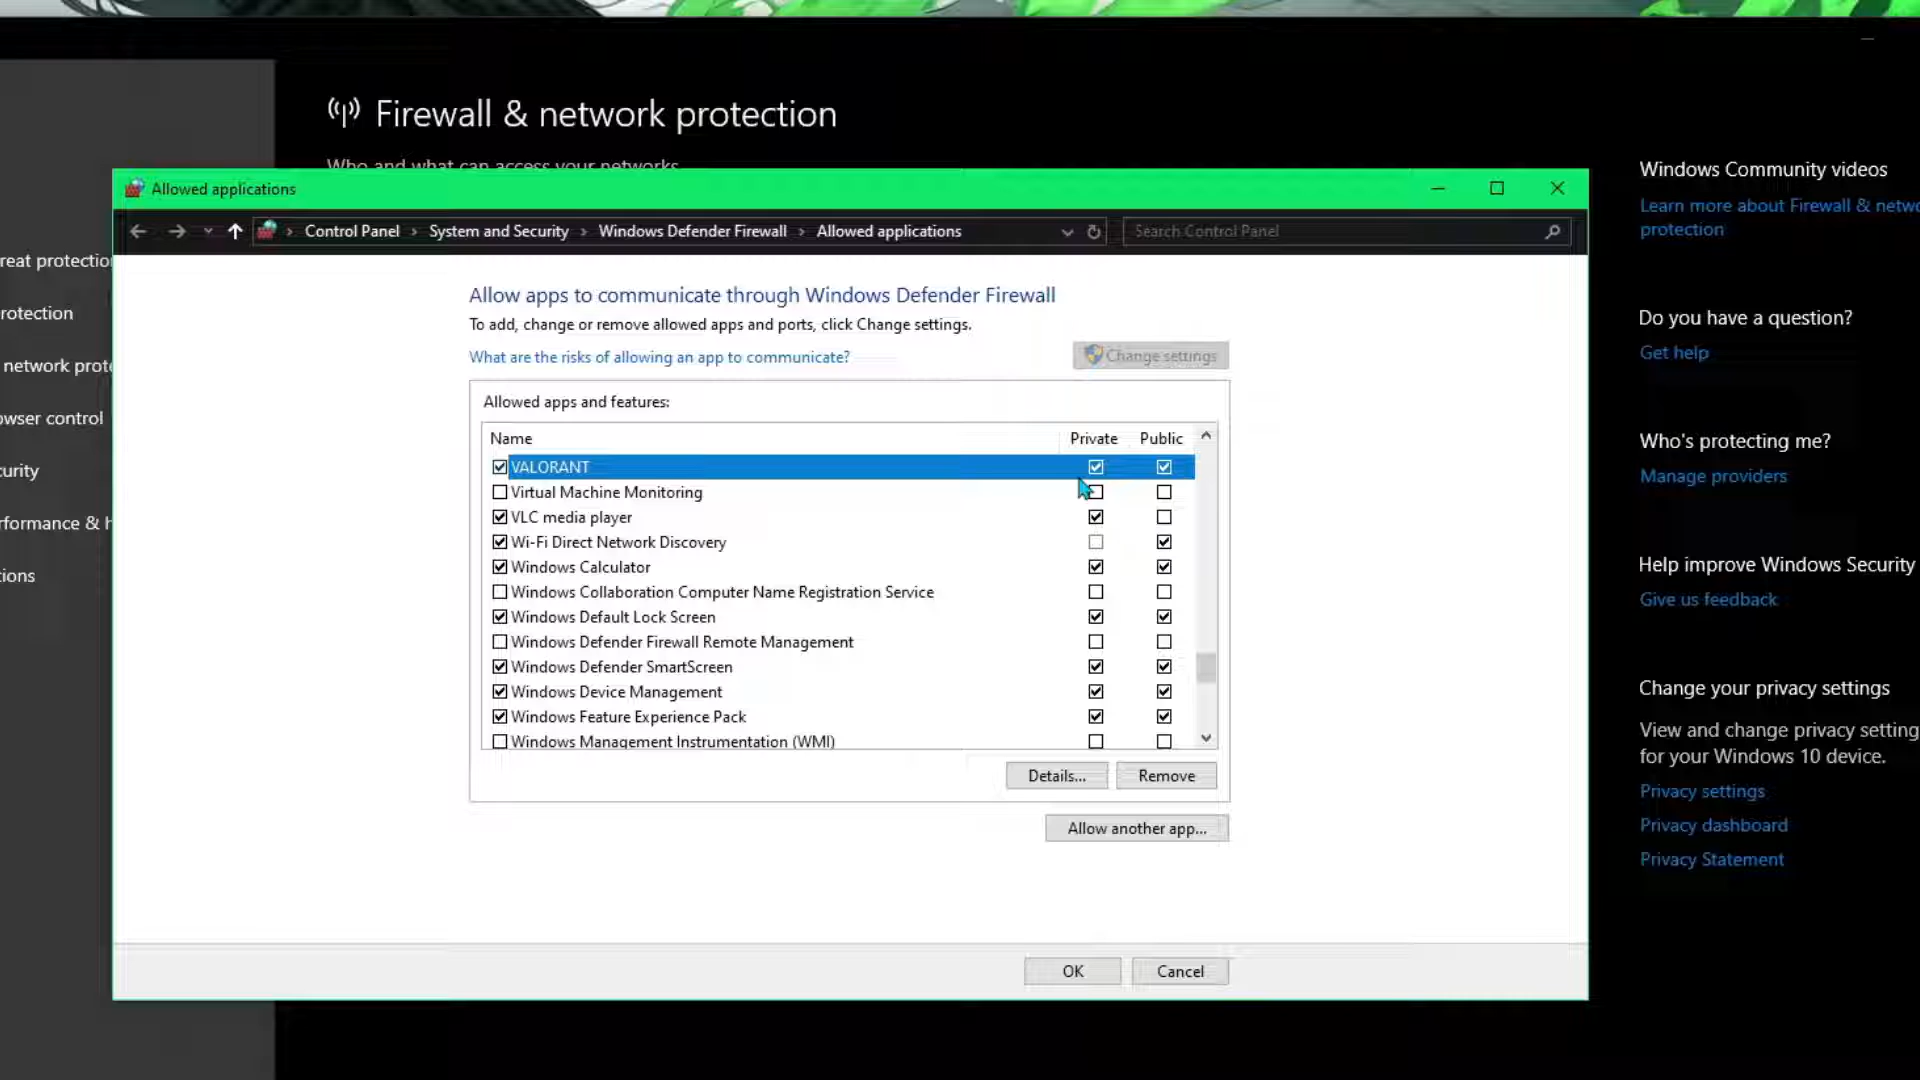 Firewall & network protection
Who and what can access your networks.
Allowed applications
Control Panel › System and Security › Windows Defender Firewall › Allowed applications
Search Control Panel
Allow apps to communicate through Windows Defender Firewall
To add, change or remove allowed apps and ports, click Change settings.
What are the risks of allowing an app to communicate?
Change settings
Allowed apps and features:
Name Private Public
VALORANT
Virtual Machine Monitoring
VLC media player
Wi-Fi Direct Network Discovery
Windows Calculator
Windows Collaboration Computer Name Registration Service
Windows Default Lock Screen
Windows Defender Firewall Remote Management
Windows Defender SmartScreen
Windows Device Management
Windows Feature Experience Pack
Windows Management Instrumentation (WMI)
Details...
Remove
Allow another app...
OK
Cancel
reat protectio
rotection
network prote
owser control
curity
rformance & h
ions
Windows Community videos
Learn more about Firewall & netwo
protection
Do you have a question?
Get help
Who's protecting me?
Manage providers
Help improve Windows Security
Give us feedback
Change your privacy settings
View and change privacy setting
for your Windows 10 device.
Privacy settings
Privacy dashboard
Privacy Statement